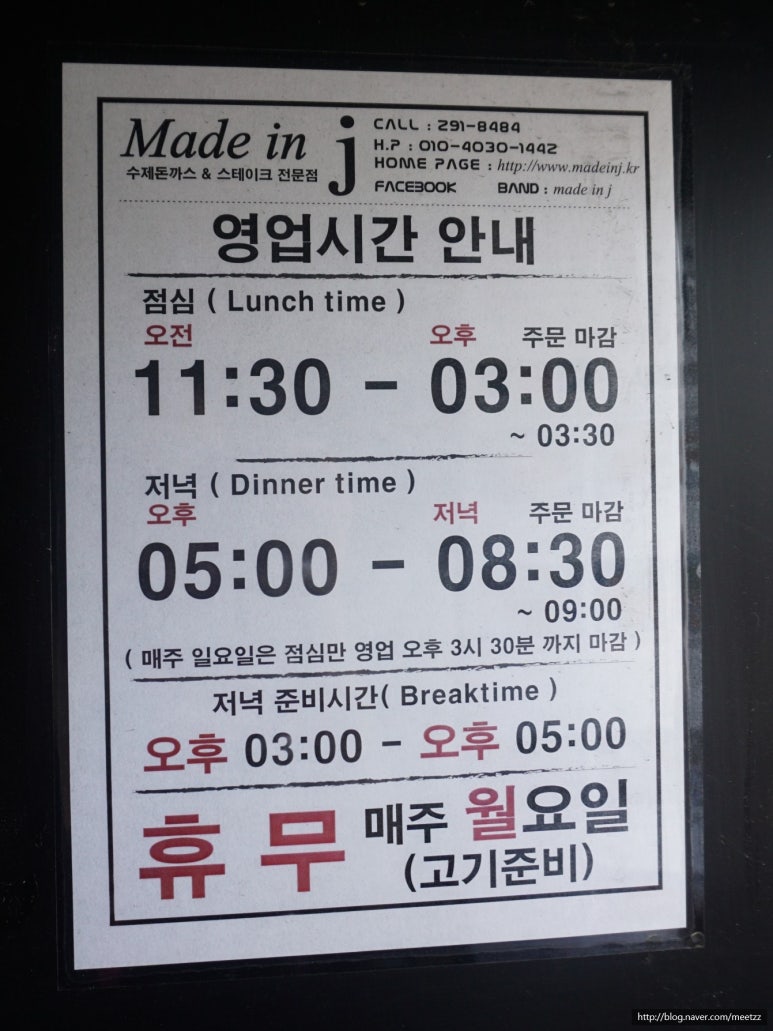 Made in j
수제돈까스 & 스테이크 전문점
CALL : 291-8484
H.P : 010-4030-1442
HOME PAGE : http://www.madeinj.kr
FACEBOOK BAND : made in j
영업시간 안내
점심 ( Lunch time )
오전 오후 주문 마감
11:30 - 03:00
~ 03:30
저녁 ( Dinner time )
오후 저녁 주문 마감
05:00 - 08:30
~ 09:00
( 매주 일요일은 점심만 영업 오후 3시 30분 까지 마감 )
저녁 준비시간( Breaktime )
오후 03:00 - 오후 05:00
휴 무 매주 월요일
(고기준비)
http://blog.naver.com/meetzz